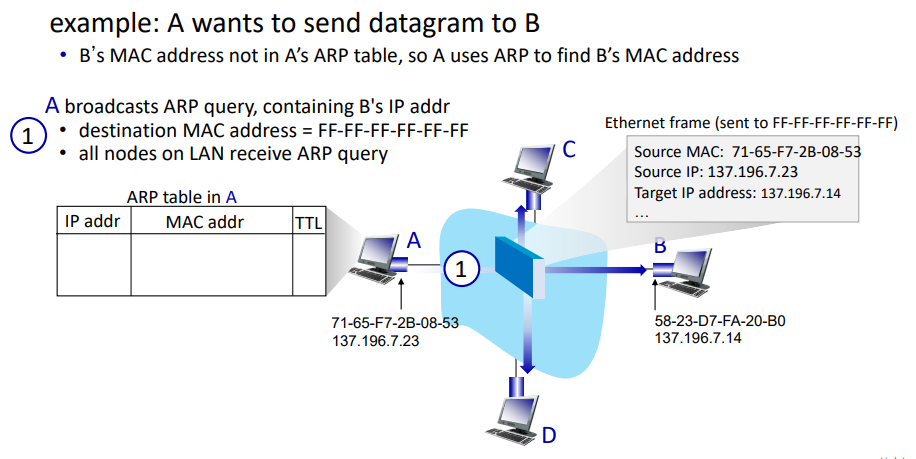 example: A wants to send datagram to B
• B's MAC address not in A's ARP table, so A uses ARP to find B's MAC address
A broadcasts ARP query, containing B's IP addr
1
• destination MAC address = FF-FF-FF-FF-FF-FF
• all nodes on LAN receive ARP query
Ethernet frame (sent to FF-FF-FF-FF-FF-FF)
Source MAC: 71-65-F7-2B-08-53
Source IP: 137.196.7.23
Target IP address: 137.196.7.14
...
C
ARP table in A
IP addr MAC addr TTL
A
1
B
71-65-F7-2B-08-53
137.196.7.23
58-23-D7-FA-20-B0
137.196.7.14
D